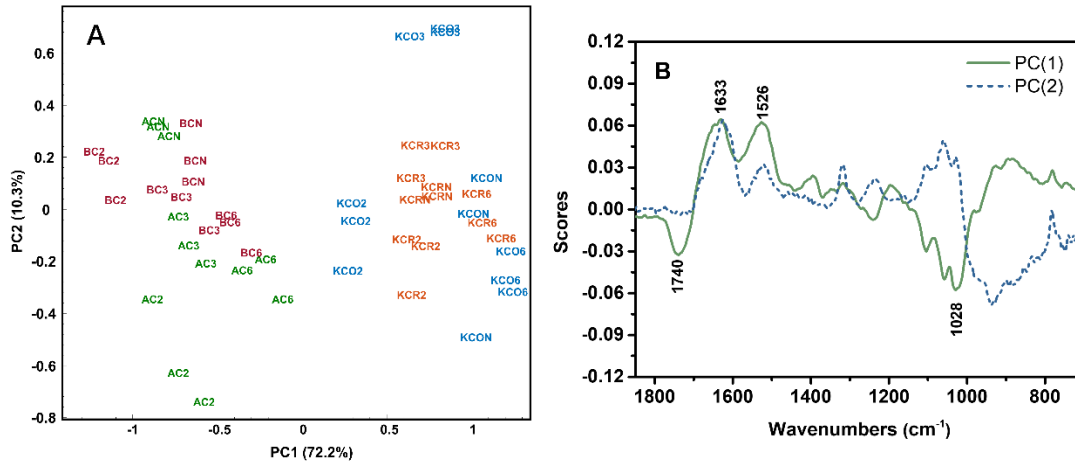 A
0.6
0.4
0.2
0
-0.2
-0.4
-0.6
-0.8
PC2 (10.3%)
-1
-0.5
0
0.5
1
PC1 (72.2%)
KCO3
KCO3
KCO3
ACN
ACN
ACN
BCN
BC2
BC2
BCN
BCN
BC3
BC3
BC2
AC3
BC6
BC6
BC3
AC3
BC6
AC6
AC3
AC6
AC2
AC6
AC2
AC2
KCR3
KCR3
KCR3
KCON
KCRN
KCRN
KCRN
KCR6
KCO2
KCON
KCO2
KCR6
KCR2
KCR2
KCR6
KCO6
KCO2
KCO6
KCR2
KCO6
KCON
B
PC(1)
PC(2)
0.12
0.09
0.06
0.03
0.00
-0.03
-0.06
-0.09
-0.12
Scores
1633
1526
1740
1028
1800
1600
1400
1200
1000
800
Wavenumbers (cm⁻¹)